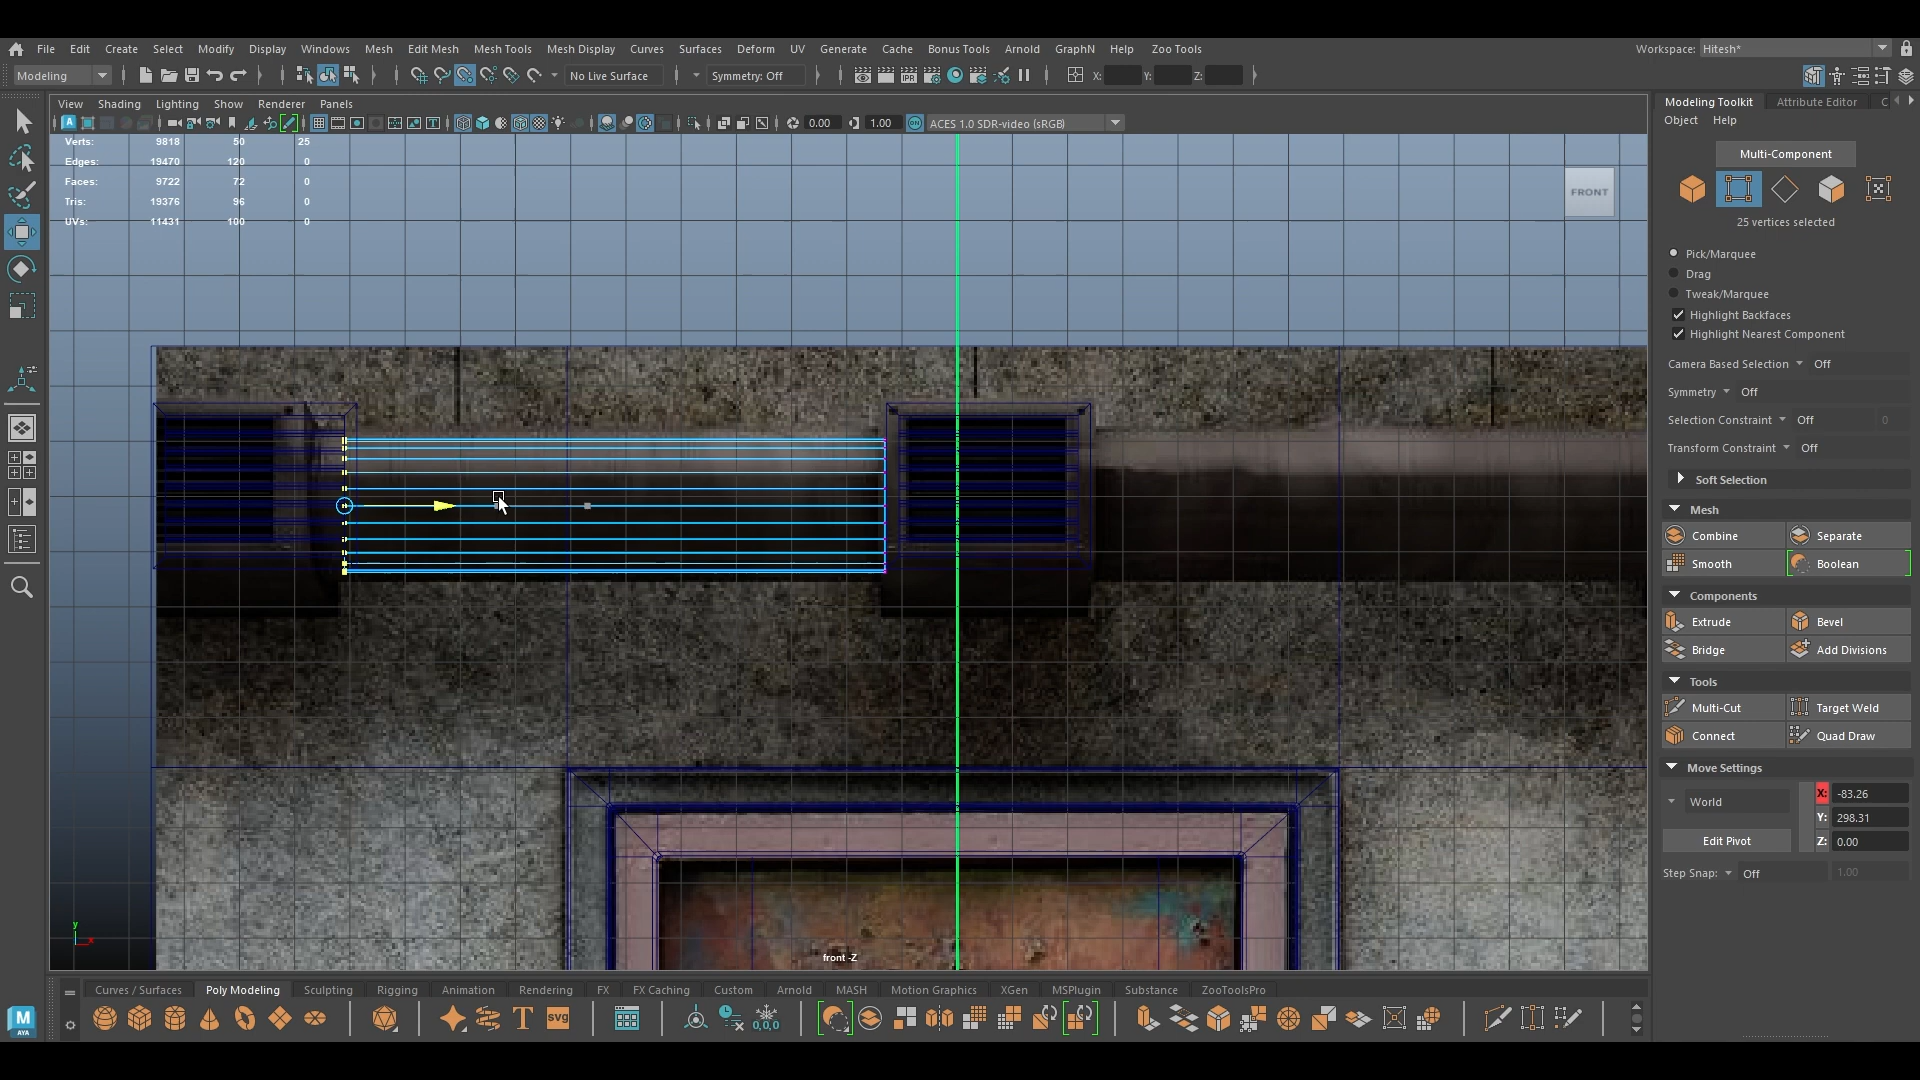 File Edit Create Select Modify Display Windows Mesh Edit Mesh Mesh Tools Mesh Display Curves Surfaces Deform UV Generate Cache Bonus Tools Arnold GraphN Help Zoo Tools Workspace: Hitesh*
Modeling No Live Surface Symmetry: Off IPR X: Y: Z:
View Shading Lighting Show Renderer Panels
0.00 1.00 ON ACES 1.0 SDR-video (sRGB)
Verts: 9818 50 25
Edges: 19470 120 0
Faces: 9722 72 0
Tris: 19376 96 0
UVs: 11431 100 0
FRONT
front -Z
y
x
Modeling Toolkit Attribute Editor C
Object Help
Multi-Component
25 vertices selected
Pick/Marquee
Drag
Tweak/Marquee
Highlight Backfaces
Highlight Nearest Component
Camera Based Selection Off
Symmetry Off
Selection Constraint Off 0
Transform Constraint Off
Soft Selection
Mesh
Combine Separate
Smooth Boolean
Components
Extrude Bevel
Bridge Add Divisions
Tools
Multi-Cut Target Weld
Connect Quad Draw
Move Settings
World X: -83.26
Y: 298.31
Edit Pivot Z: 0.00
Step Snap: Off 1.00
Curves / Surfaces Poly Modeling Sculpting Rigging Animation Rendering FX FX Caching Custom Arnold MASH Motion Graphics XGen MSPlugin Substance ZooToolsPro
M
AYA
T
SVG
0,0,0